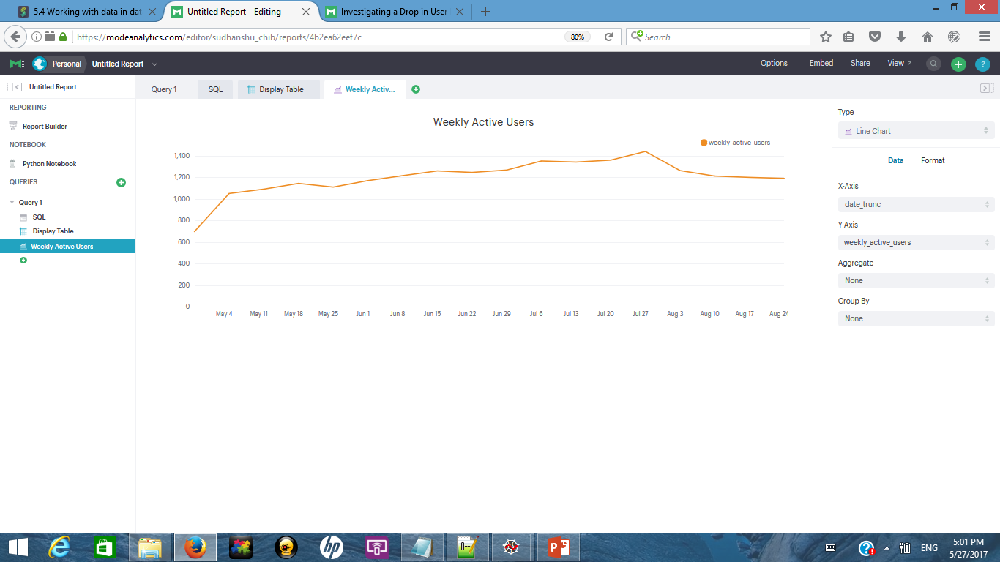 5.4 Working with data in dat
Untitled Report - Editing
Investigating a Drop in User
https://modeanalytics.com/editor/sudhanshu_chib/reports/4b2ea62eef7c
80%
Search
Personal
Untitled Report
Options
Embed
Share
View
?
Untitled Report
Query 1
SQL
Display Table
Weekly Activ...
REPORTING
Report Builder
NOTEBOOK
Python Notebook
QUERIES
Query 1
SQL
Display Table
Weekly Active Users
Weekly Active Users
weekly_active_users
1,400
1,200
1,000
800
600
400
200
0
May 4 May 11 May 18 May 25 Jun 1 Jun 8 Jun 15 Jun 22 Jun 29 Jul 6 Jul 13 Jul 20 Jul 27 Aug 3 Aug 10 Aug 17 Aug 24
Type
Line Chart
Data
Format
X-Axis
date_trunc
Y-Axis
weekly_active_users
Aggregate
None
Group By
None
hp
ENG
5:01 PM
5/27/2017